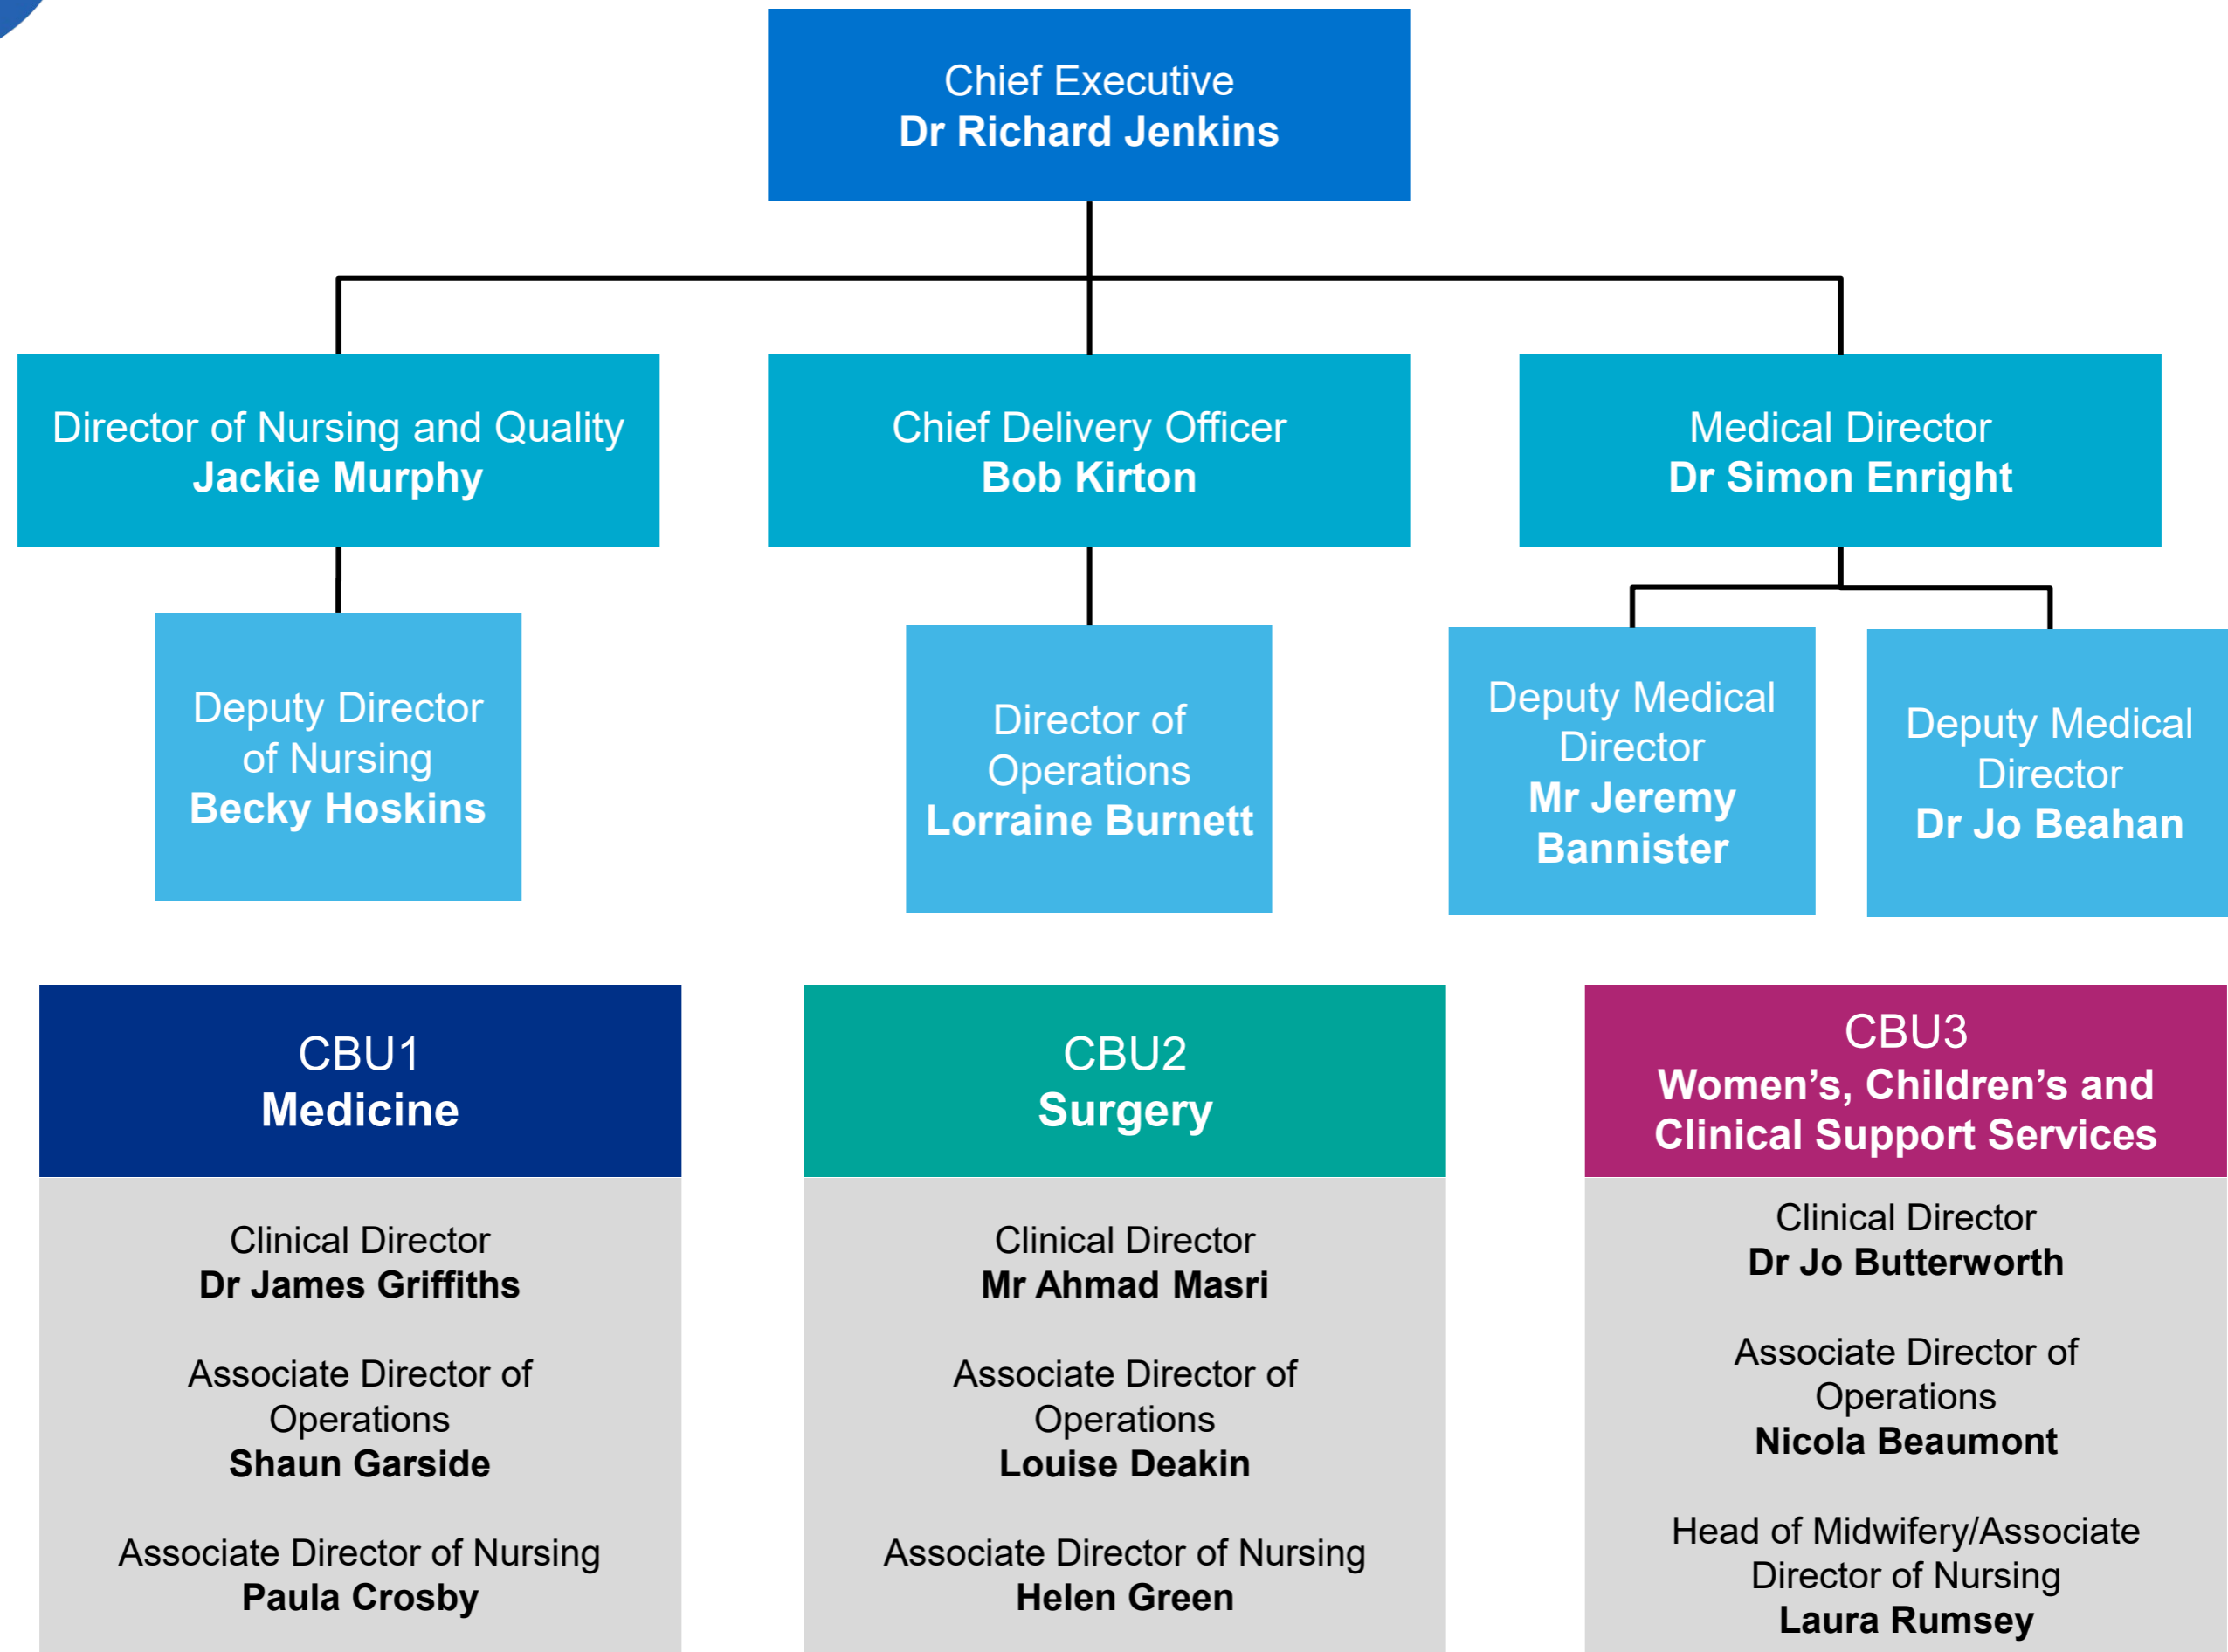 Chief Executive
Dr Richard Jenkins
Director of Nursing and Quality
Jackie Murphy
Chief Delivery Officer
Bob Kirton
Medical Director
Dr Simon Enright
Deputy Director
of Nursing
Becky Hoskins
Director of
Operations
Lorraine Burnett
Deputy Medical
Director
Mr Jeremy
Bannister
Deputy Medical
Director
Dr Jo Beahan
CBU1
Medicine
Clinical Director
Dr James Griffiths
Associate Director of
Operations
Shaun Garside
Associate Director of Nursing
Paula Crosby
CBU2
Surgery
Clinical Director
Mr Ahmad Masri
Associate Director of
Operations
Louise Deakin
Associate Director of Nursing
Helen Green
CBU3
Women’s, Children’s and
Clinical Support Services
Clinical Director
Dr Jo Butterworth
Associate Director of
Operations
Nicola Beaumont
Head of Midwifery/Associate
Director of Nursing
Laura Rumsey